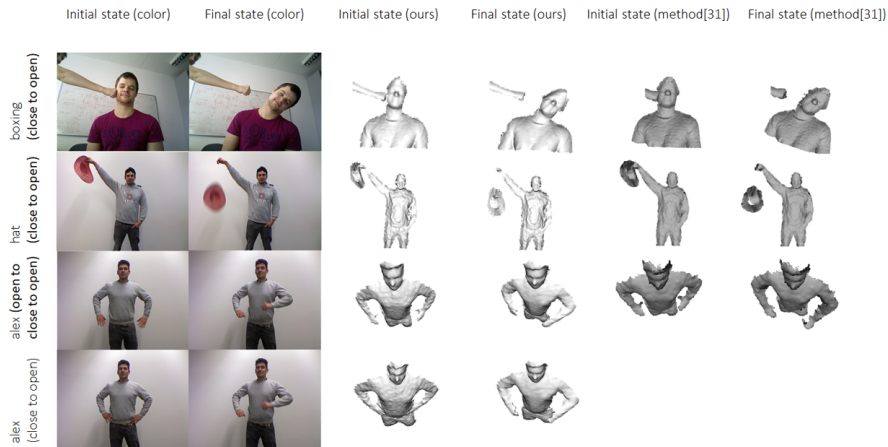 Initial state (color) Final state (color) Initial state (ours) Final state (ours) Initial state (method[31]) Final state (method[31])
boxing
(close to open)
hat
(close to open)
alex (open to
close to open)
alex
(close to open)